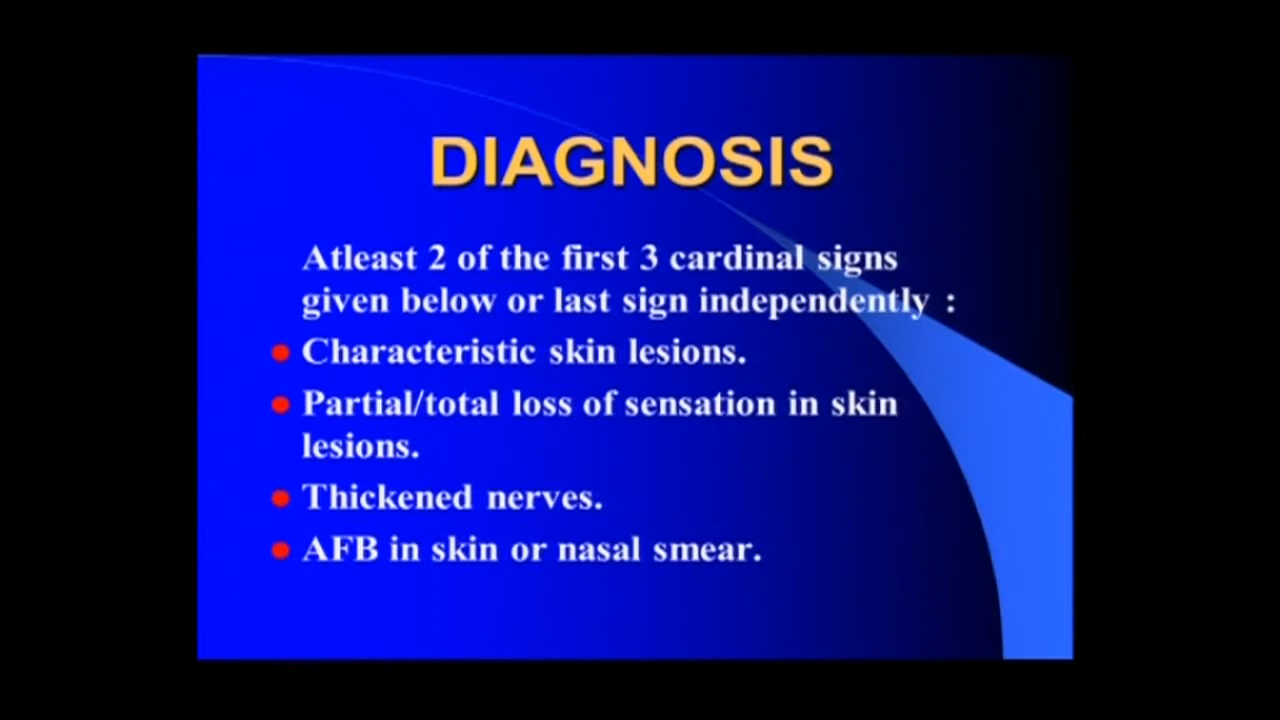 DIAGNOSIS
Atleast 2 of the first 3 cardinal signs
given below or last sign independently :
Characteristic skin lesions.
Partial/total loss of sensation in skin
lesions.
Thickened nerves.
AFB in skin or nasal smear.